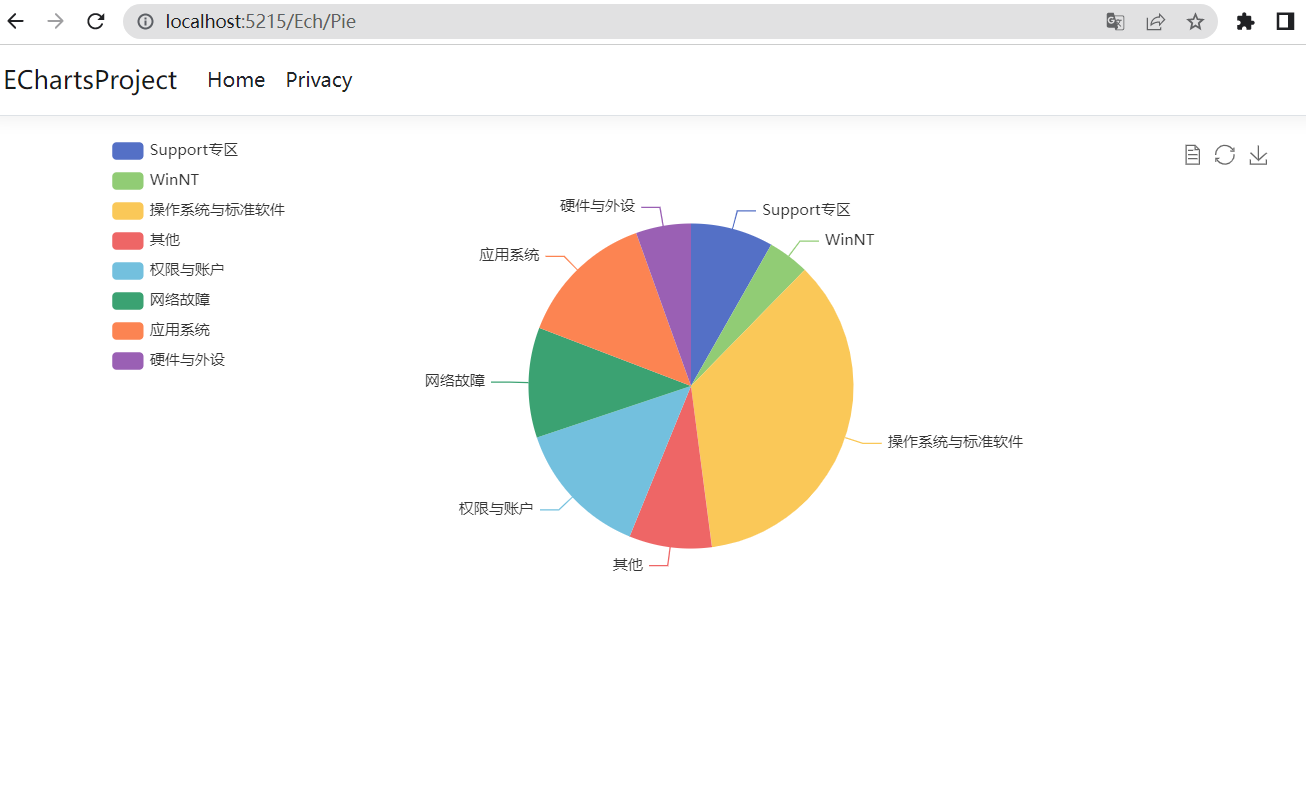 localhost:5215/Ech/Pie
EChartsProject Home Privacy
Support专区
WinNT
操作系统与标准软件
其他
权限与账户
网络故障
应用系统
硬件与外设
硬件与外设
Support专区
WinNT
应用系统
网络故障
操作系统与标准软件
权限与账户
其他